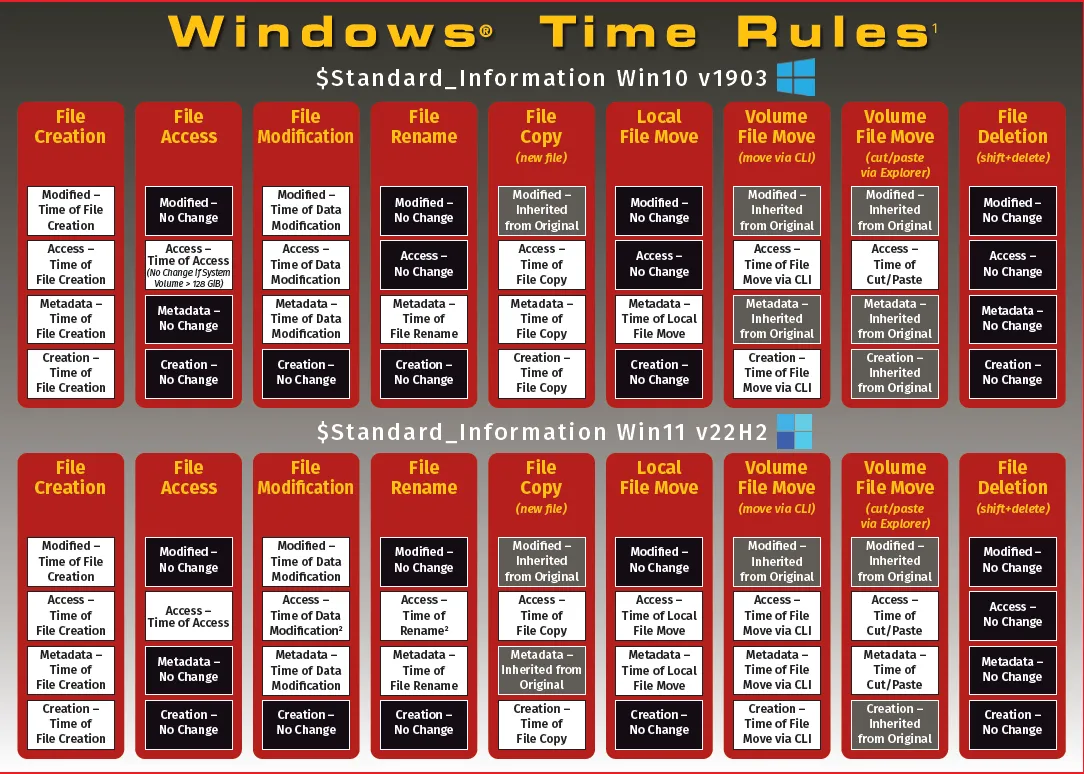 Windows® Time Rules1
$Standard_Information Win10 v1903
File
Creation
Modified –
Time of File
Creation
Access –
Time of
File Creation
Metadata –
Time of
File Creation
Creation –
Time of
File Creation
File
Access
Modified –
No Change
Access –
Time of Access
(No Change If System
Volume > 128 GIB)
Metadata –
No Change
Creation –
No Change
File
Modification
Modified –
Time of Data
Modification
Access –
Time of Data
Modification
Metadata –
Time of Data
Modification
Creation –
No Change
File
Rename
Modified –
No Change
Access –
No Change
Metadata –
Time of
File Rename
Creation –
No Change
File
Copy
(new file)
Modified –
Inherited
from Original
Access –
Time of
File Copy
Metadata –
Time of
File Copy
Creation –
Time of
File Copy
Local
File Move
Modified –
No Change
Access –
No Change
Metadata –
Time of Local
File Move
Creation –
No Change
Volume
File Move
(move via CLI)
Modified –
Inherited
from Original
Access –
Time of File
Move via CLI
Metadata –
Inherited
from Original
Creation –
Time of File
Move via CLI
Volume
File Move
(cut/paste
via Explorer)
Modified –
Inherited
from Original
Access –
Time of
Cut/Paste
Metadata –
Inherited
from Original
Creation –
Inherited
from Original
File
Deletion
(shift+delete)
Modified –
No Change
Access –
No Change
Metadata –
No Change
Creation –
No Change
$Standard_Information Win11 v22H2
File
Creation
Modified –
Time of File
Creation
Access –
Time of
File Creation
Metadata –
Time of
File Creation
Creation –
Time of
File Creation
File
Access
Modified –
No Change
Access –
Time of Access
Metadata –
No Change
Creation –
No Change
File
Modification
Modified –
Time of Data
Modification
Access –
Time of Data
Modification2
Metadata –
Time of Data
Modification
Creation –
No Change
File
Rename
Modified –
No Change
Access –
Time of
Rename2
Metadata –
Time of
File Rename
Creation –
No Change
File
Copy
(new file)
Modified –
Inherited
from Original
Access –
Time of
File Copy
Metadata –
Inherited from
Original
Creation –
Time of
File Copy
Local
File Move
Modified –
No Change
Access –
Time of Local
File Move
Metadata –
Time of Local
File Move
Creation –
No Change
Volume
File Move
(move via CLI)
Modified –
Inherited
from Original
Access –
Time of File
Move via CLI
Metadata –
Time of File
Move via CLI
Creation –
Time of File
Move via CLI
Volume
File Move
(cut/paste
via Explorer)
Modified –
Inherited
from Original
Access –
Time of
Cut/Paste
Metadata –
Time of
Cut/Paste
Creation –
Inherited
from Original
File
Deletion
(shift+delete)
Modified –
No Change
Access –
No Change
Metadata –
No Change
Creation –
No Change